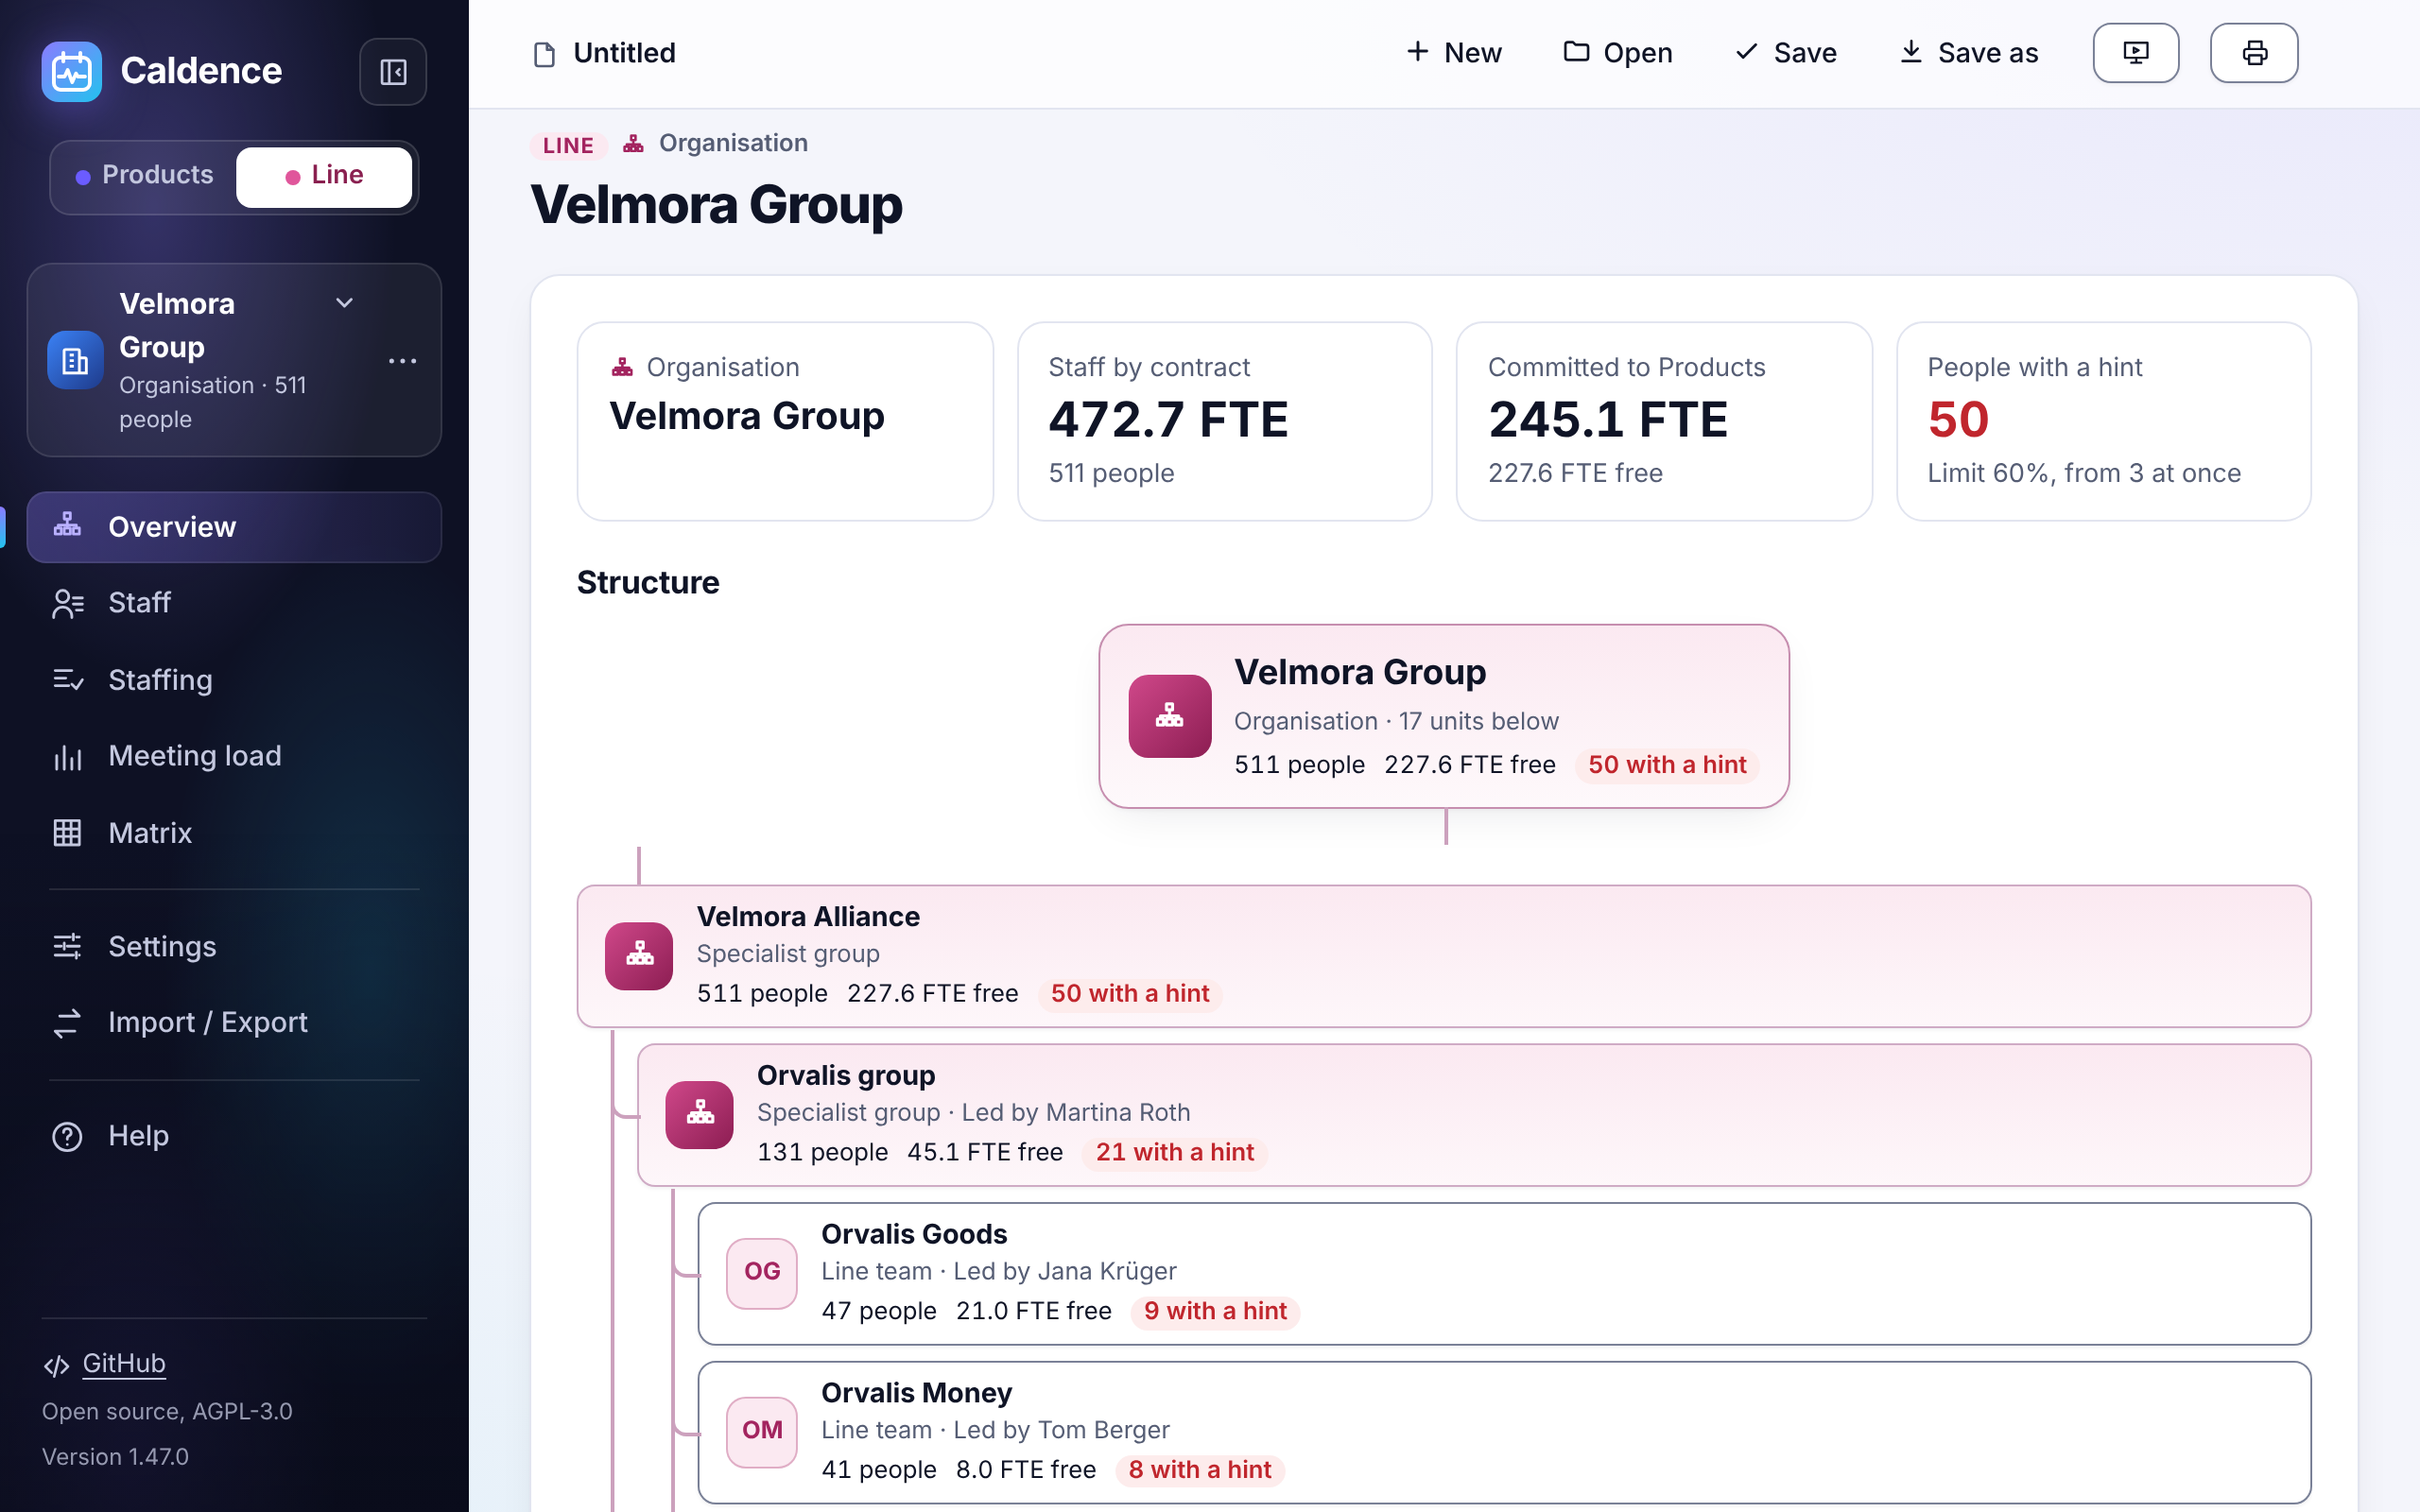 Caldence
Products
Line
Velmora
Group
Organisation · 511
people
Overview
Staff
Staffing
Meeting load
Matrix
Settings
Import / Export
Help
GitHub
Open source, AGPL-3.0
Version 1.47.0
Untitled
New
Open
Save
Save as
LINE
Organisation
Velmora Group
Organisation
Velmora Group
Staff by contract
472.7 FTE
511 people
Committed to Products
245.1 FTE
227.6 FTE free
People with a hint
50
Limit 60%, from 3 at once
Structure
Velmora Group
Organisation · 17 units below
511 people 227.6 FTE free 50 with a hint
Velmora Alliance
Specialist group
511 people 227.6 FTE free 50 with a hint
Orvalis group
Specialist group · Led by Martina Roth
131 people 45.1 FTE free 21 with a hint
OG
Orvalis Goods
Line team · Led by Jana Krüger
47 people 21.0 FTE free 9 with a hint
OM
Orvalis Money
Line team · Led by Tom Berger
41 people 8.0 FTE free 8 with a hint